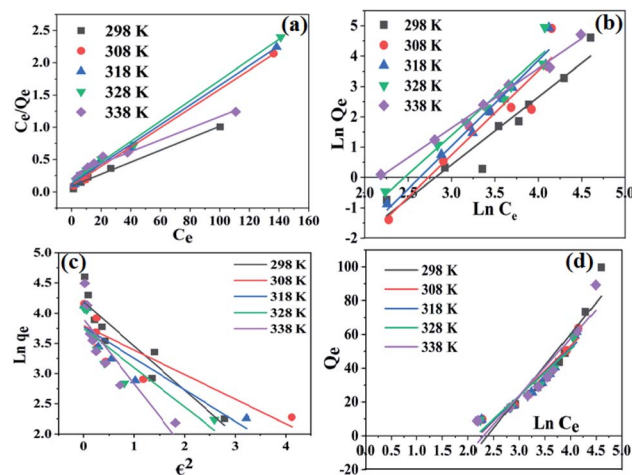 (a)
298 K
308 K
318 K
328 K
338 K
Ce/Qe
2.5
2.0
1.5
1.0
0.5
0.0
0 20 40 60 80 100 120 140 160
Ce
(b)
298 K
308 K
318 K
328 K
338 K
Ln Qe
5
4
3
2
1
0
-1
-2
2.0 2.5 3.0 3.5 4.0 4.5
Ln Ce
(c)
298 K
308 K
318 K
328 K
338 K
Ln qe
5.0
4.5
4.0
3.5
3.0
2.5
2.0
0 1 2 3 4
ϵ²
(d)
298 K
308 K
318 K
328 K
338 K
Qe
100
80
60
40
20
0
0.0 0.5 1.0 1.5 2.0 2.5 3.0 3.5 4.0 4.5 5.0
Ln Ce